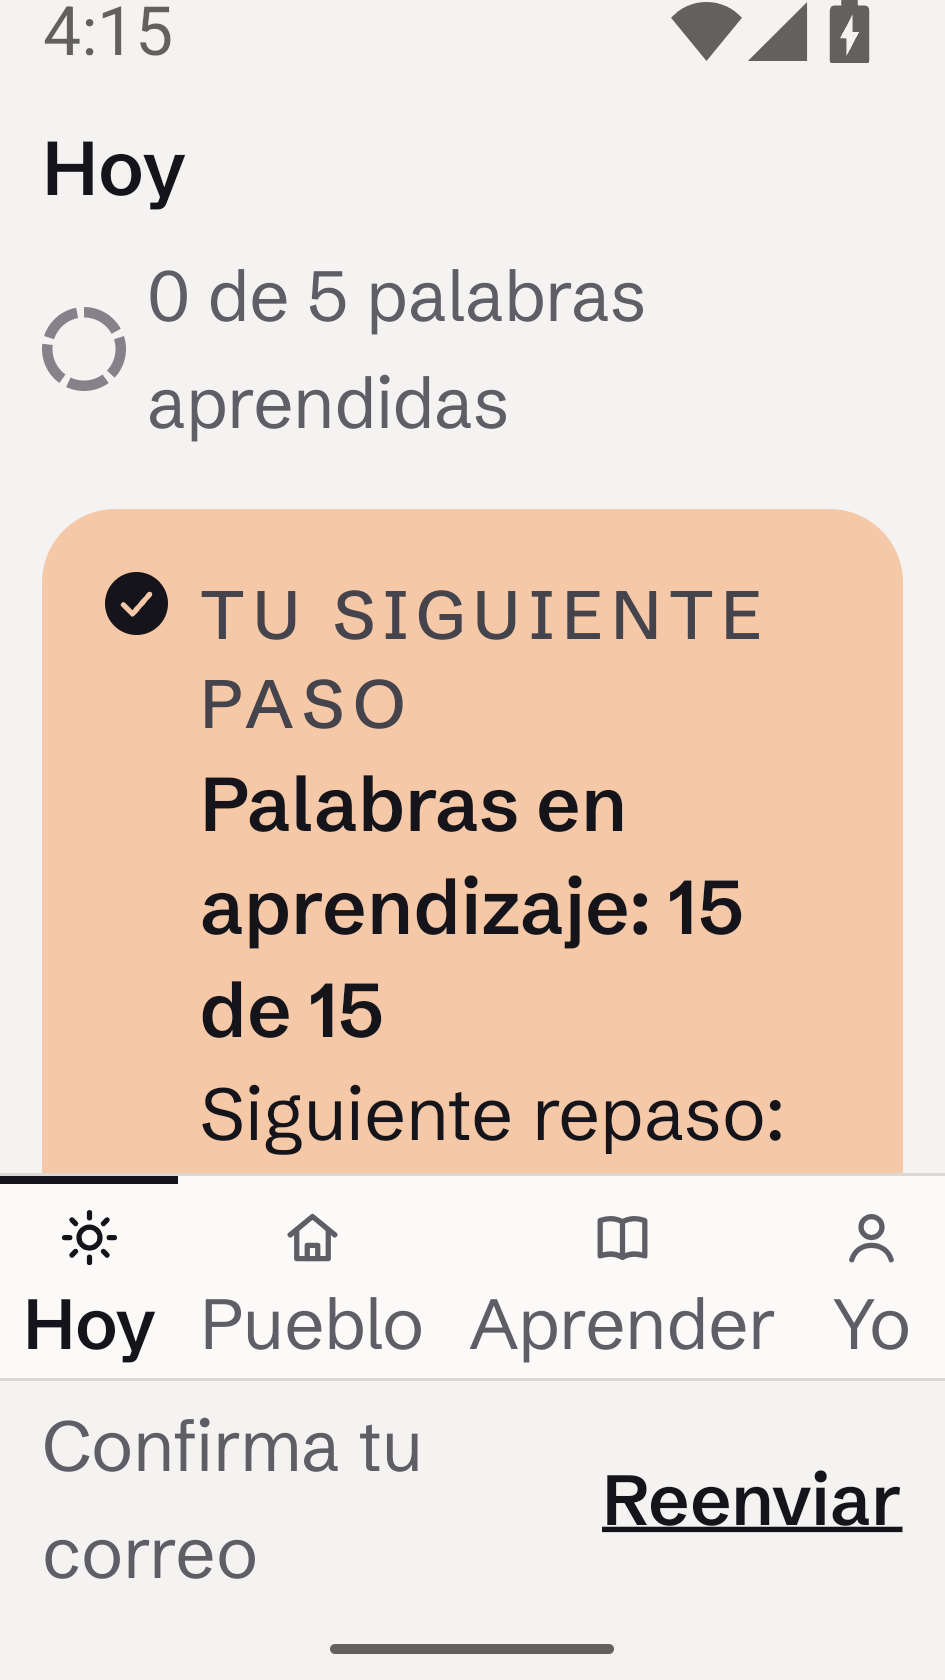 4:15
Hoy
0 de 5 palabras
aprendidas
TU SIGUIENTE
PASO
Palabras en
aprendizaje: 15
de 15
Siguiente repaso:
Hoy
Pueblo
Aprender
Yo
Confirma tu
correo
Reenviar